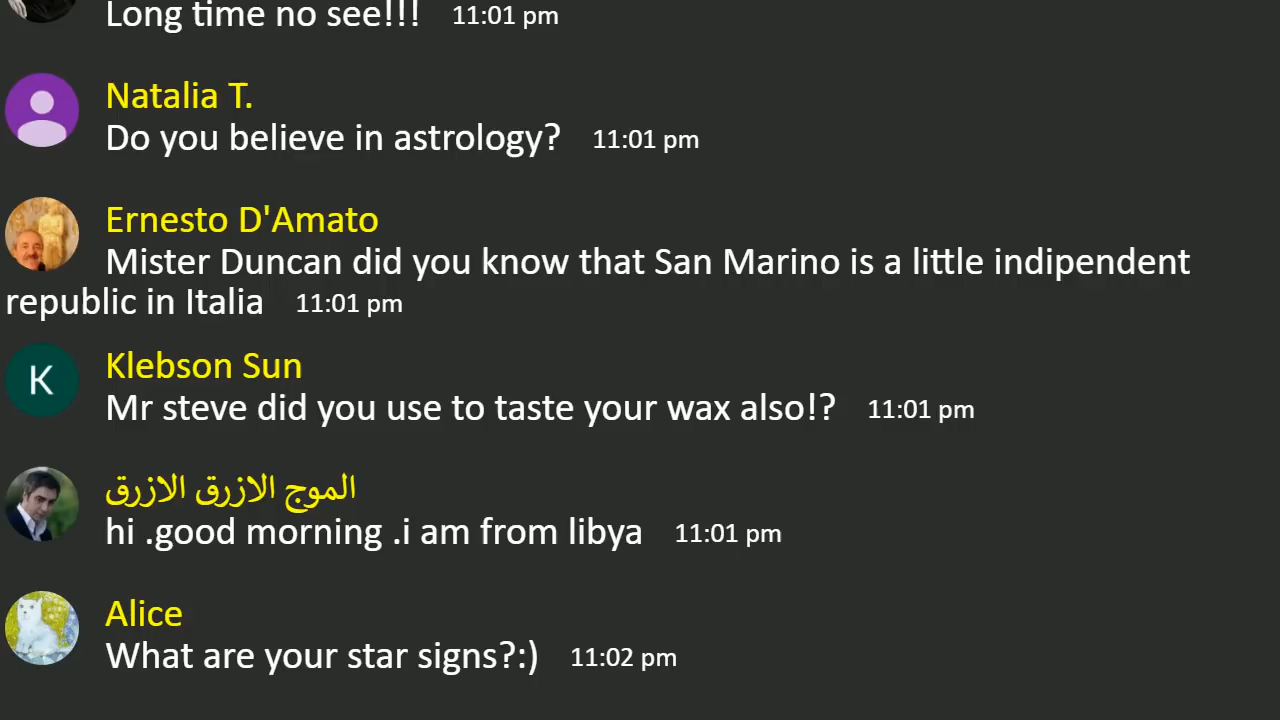 Long time no see!!! 11:01 pm
Natalia T.
Do you believe in astrology? 11:01 pm
Ernesto D'Amato
Mister Duncan did you know that San Marino is a little indipendent
republic in Italia 11:01 pm
K
Klebson Sun
Mr steve did you use to taste your wax also!? 11:01 pm
الموج الازرق الازرق
hi .good morning .i am from libya 11:01 pm
Alice
What are your star signs?:) 11:02 pm